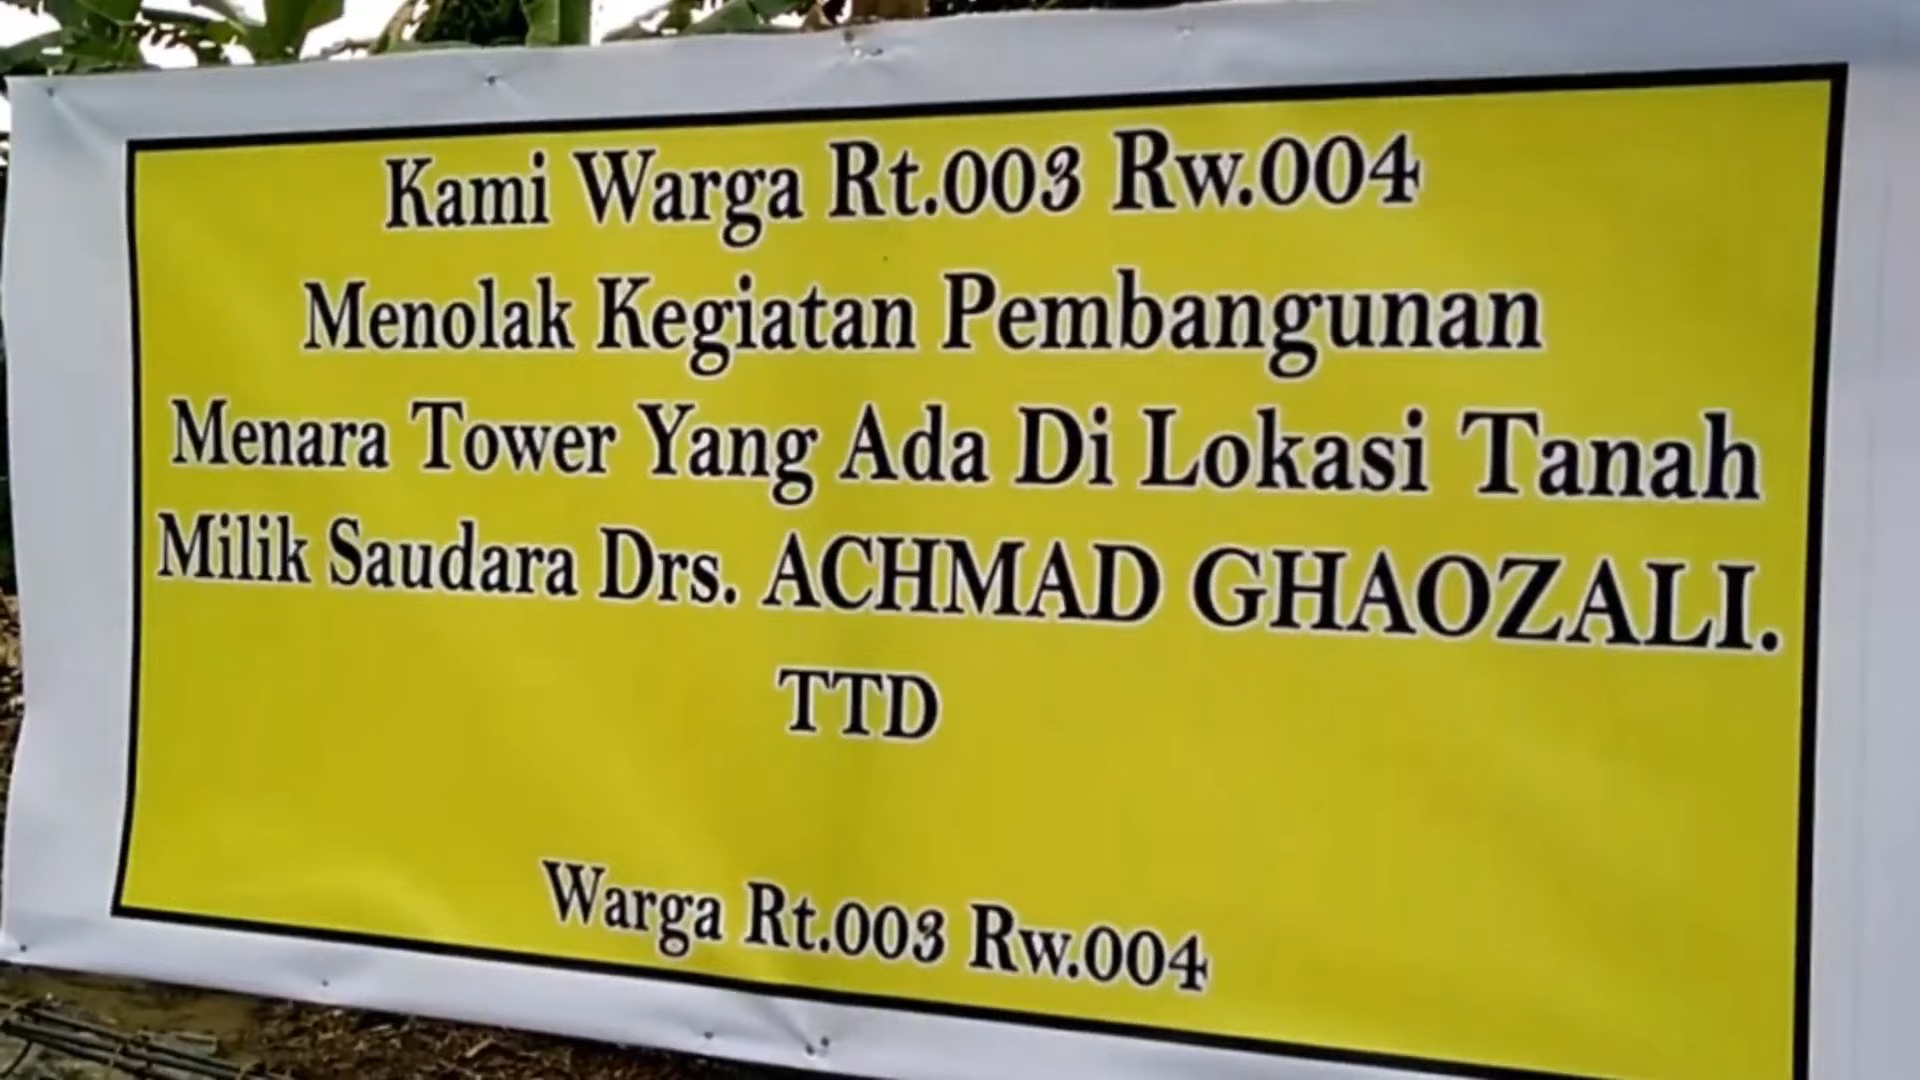 Kami Warga Rt.003 Rw.004
Menolak Kegiatan Pembangunan
Menara Tower Yang Ada Di Lokasi Tanah
Milik Saudara Drs. ACHMAD GHAOZALI.
TTD
Warga Rt.003 Rw.004